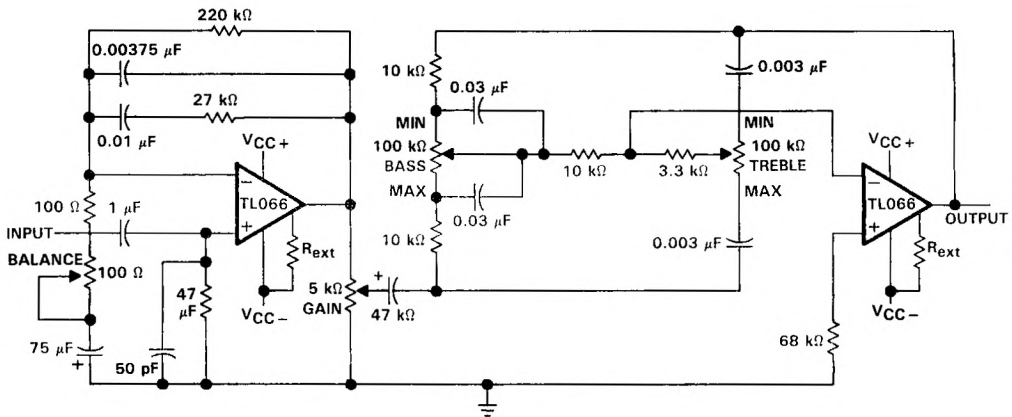 220 kΩ
0.00375 µF
27 kΩ
0.01 µF
VCC+
TL066
−
+
100 Ω
1 µF
INPUT
BALANCE
100 Ω
47
µF
Rext
VCC−
5 kΩ
GAIN
+
47 kΩ
75 µF
+
50 pF
10 kΩ
0.03 µF
MIN
100 kΩ
BASS
MAX
0.03 µF
10 kΩ
10 kΩ
3.3 kΩ
0.003 µF
MIN
100 kΩ
TREBLE
MAX
0.003 µF
VCC+
−
TL066
+
OUTPUT
Rext
VCC−
68 kΩ